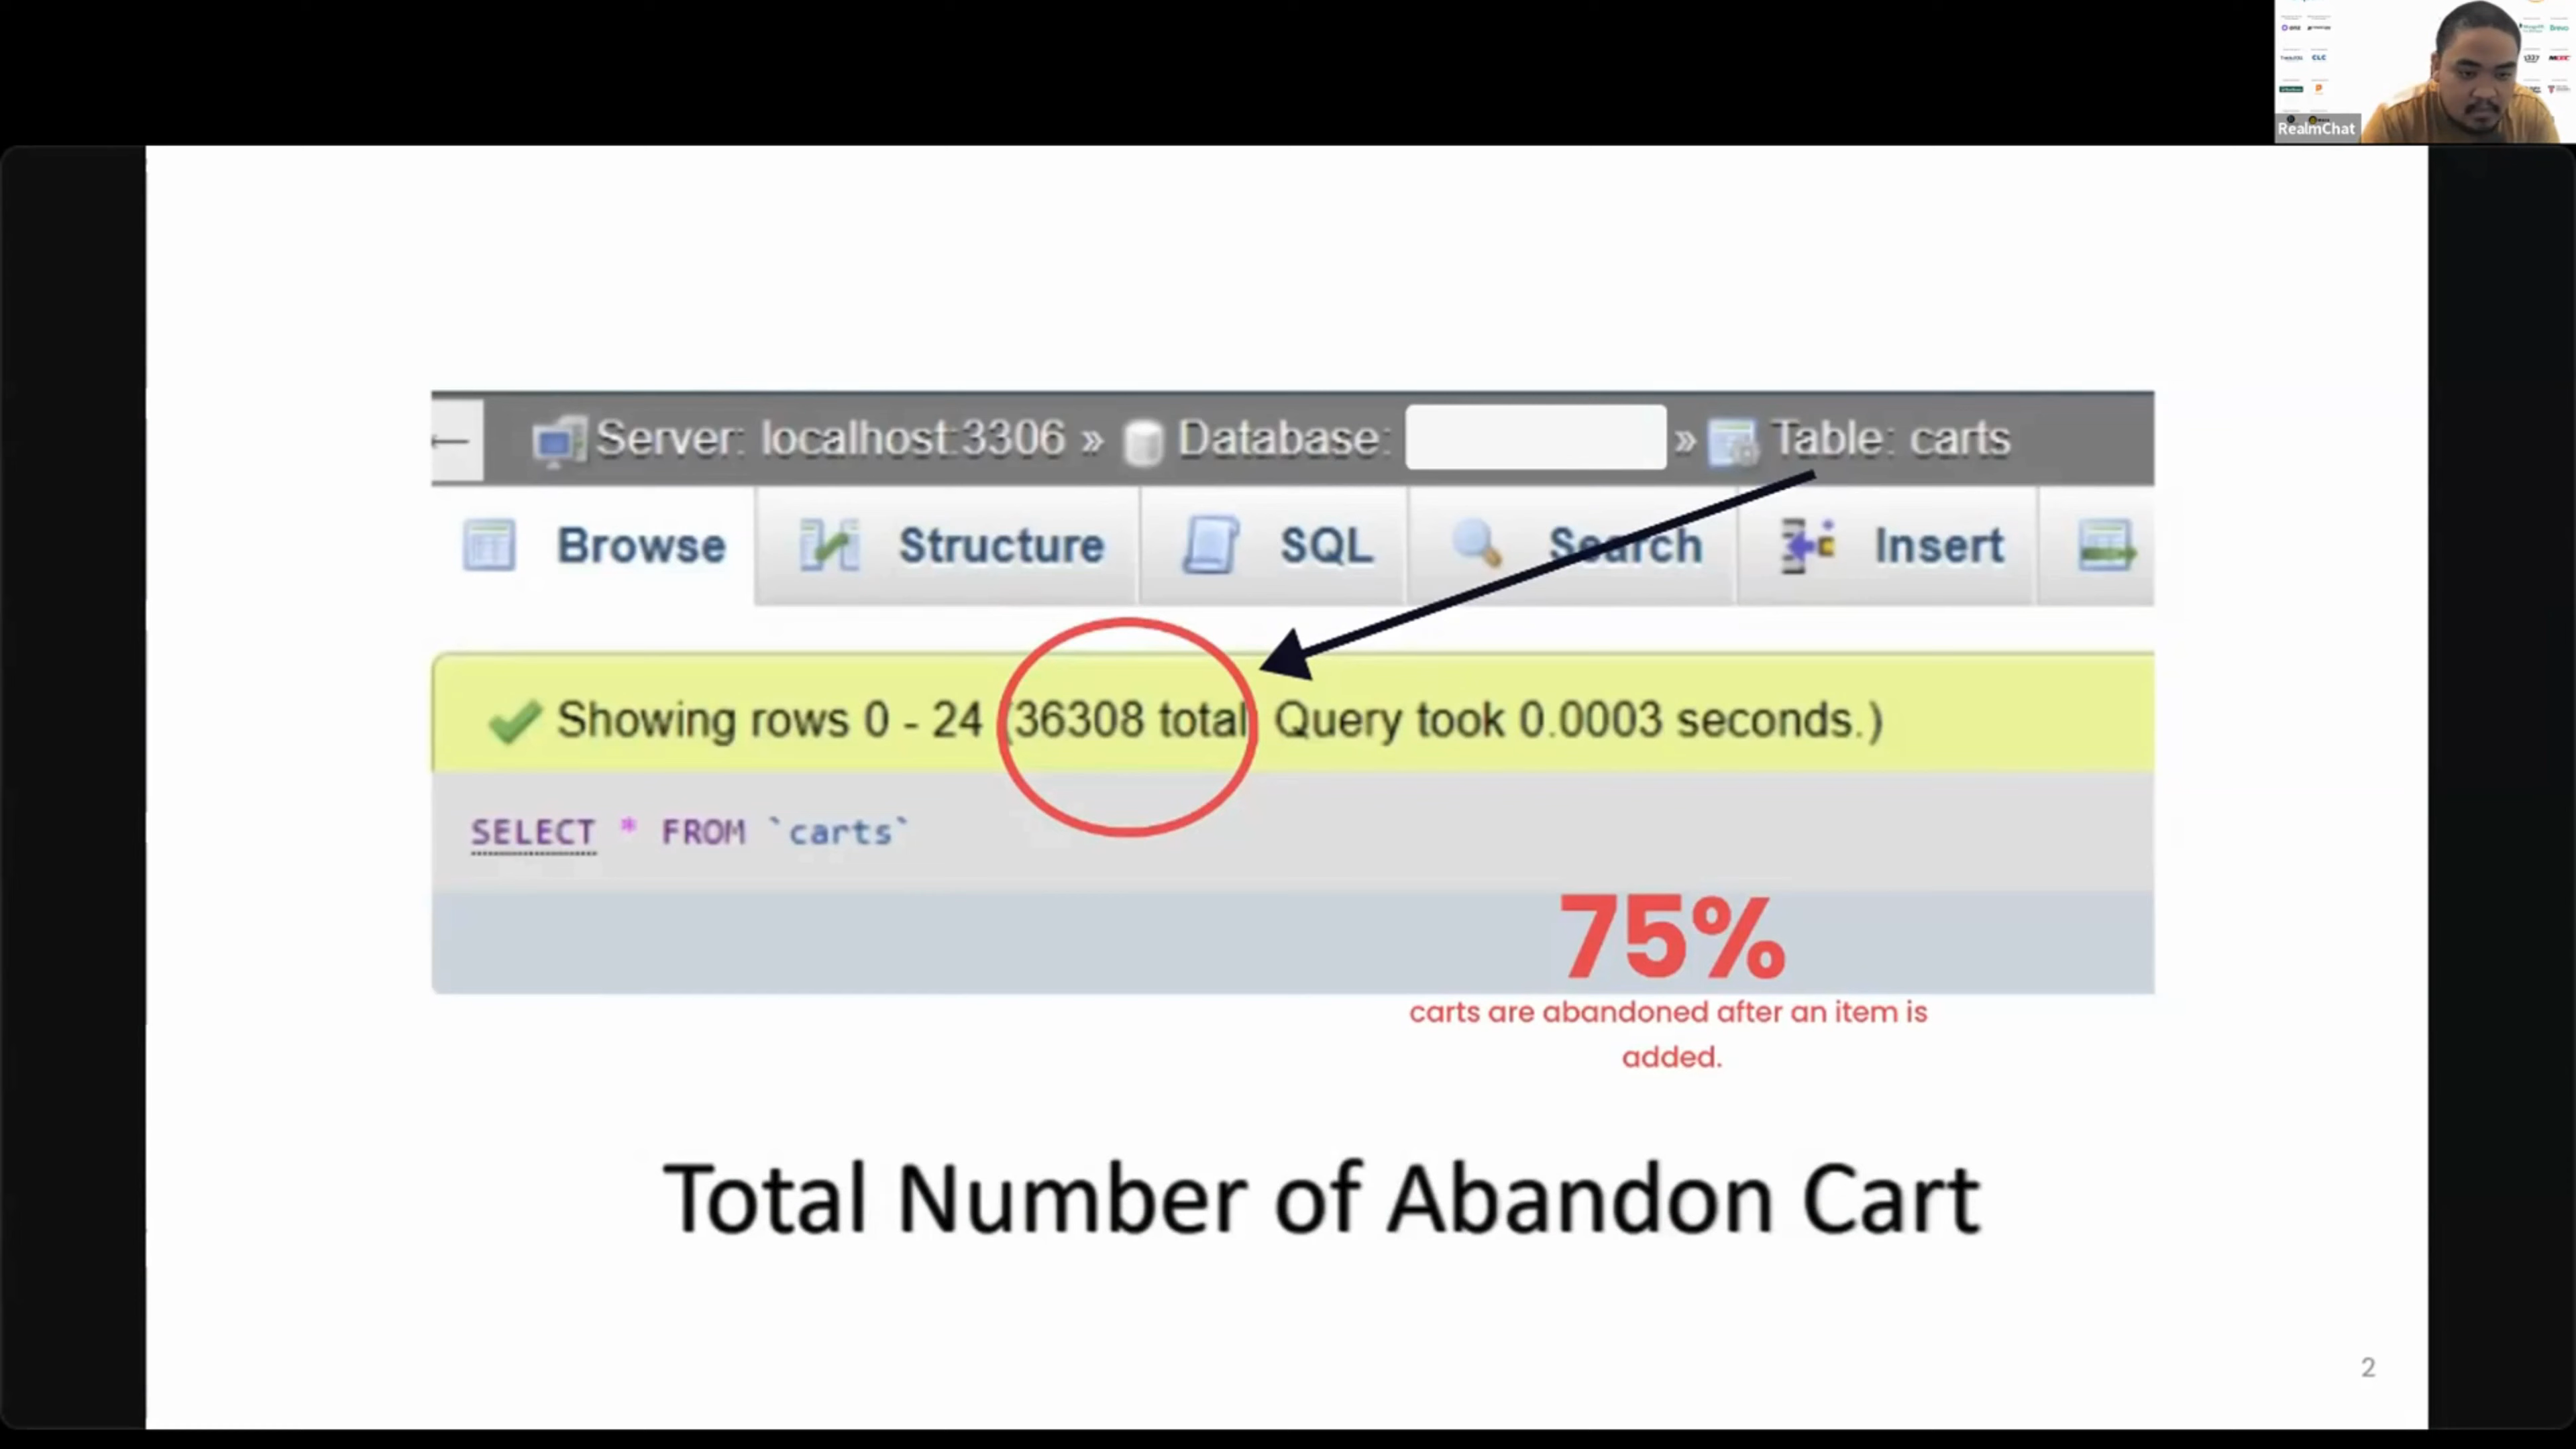 RealmChat
Server: localhost:3306 » Database: » Table: carts
Browse Structure SQL Search Insert
Showing rows 0 - 24 (36308 total, Query took 0.0003 seconds.)
SELECT * FROM `carts`
75%
carts are abandoned after an item is
added.
Total Number of Abandon Cart
2